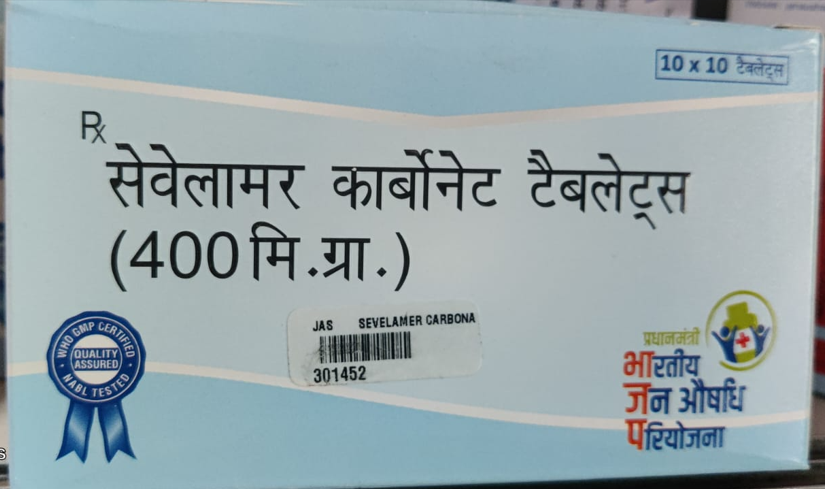 10 x 10 टैबलेट्स
Rx
सेवेलामर कार्बोनेट टैबलेट्स
(400 मि.ग्रा.)
JAS SEVELAMER CARBONA
301452
WHO GMP CERTIFIED
QUALITY
ASSURED
NABL TESTED
प्रधानमंत्री
भारतीय
जन औषधि
परियोजना